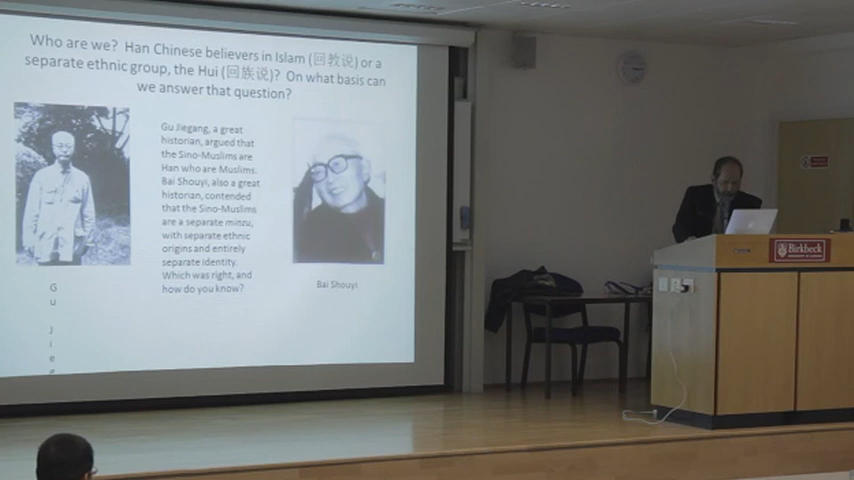 Who are we? Han Chinese believers in Islam (回教说) or a
separate ethnic group, the Hui (回族说)? On what basis can
we answer that question?
Gu Jiegang, a great
historian, argued that
the Sino-Muslims are
Han who are Muslims.
Bai Shouyi, also a great
historian, contended
that the Sino-Muslims
are a separate minzu,
with separate ethnic
origins and entirely
separate identity.
Which was right, and
how do you know?
G
u
J
i
e
Bai Shouyi
Birkbeck